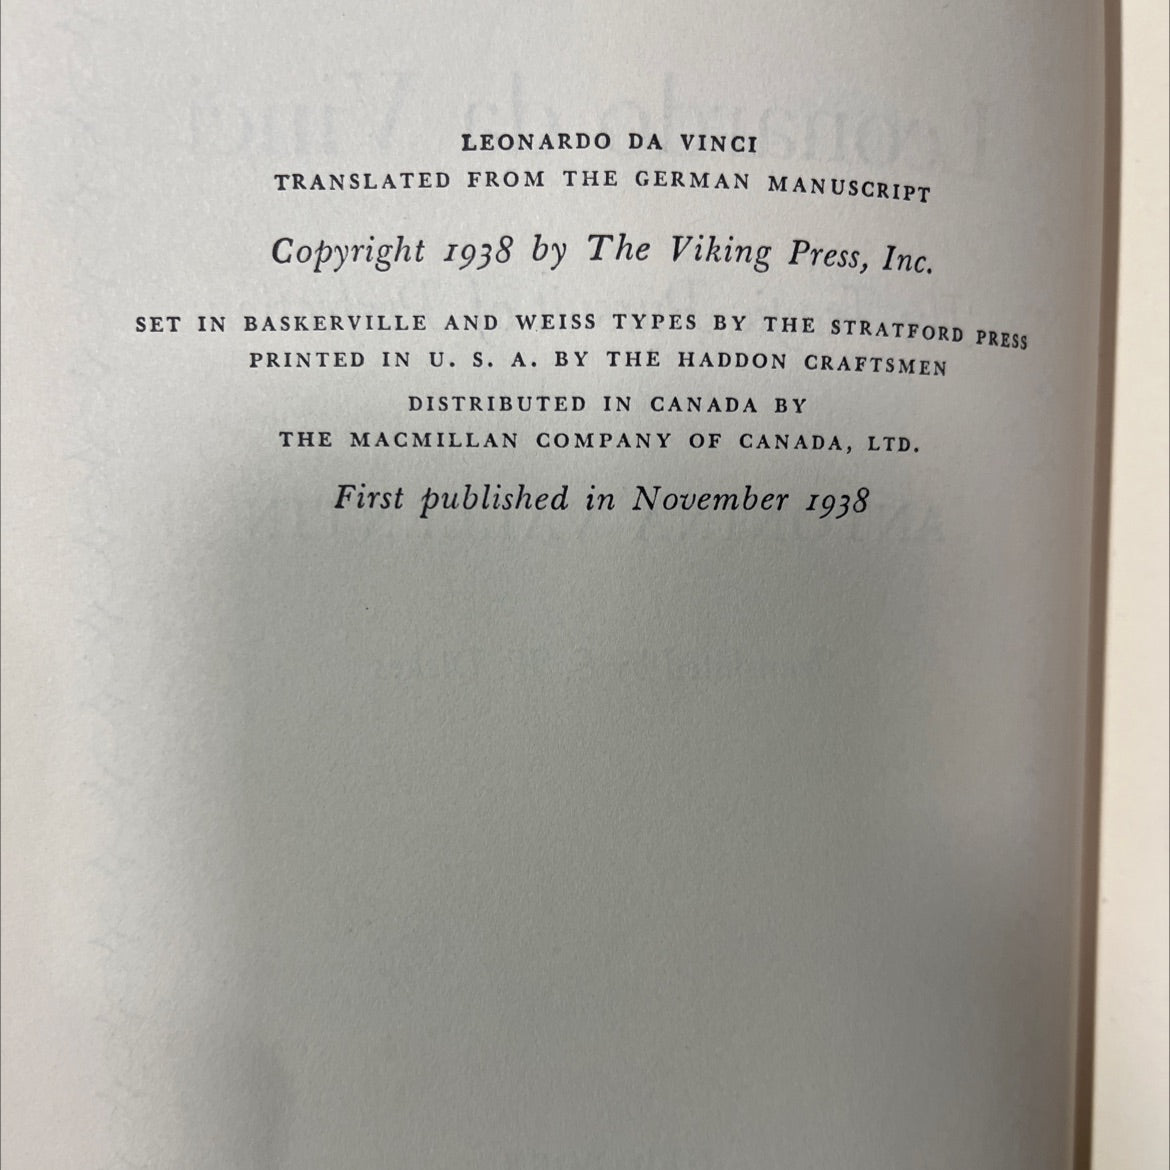 LEONARDO DA VINCI
TRANSLATED FROM THE GERMAN MANUSCRIPT
Copyright 1938 by The Viking Press, Inc.
SET IN BASKERVILLE AND WEISS TYPES BY THE STRATFORD PRESS
PRINTED IN U. S. A. BY THE HADDON CRAFTSMEN
DISTRIBUTED IN CANADA BY
THE MACMILLAN COMPANY OF CANADA, LTD.
First published in November 1938